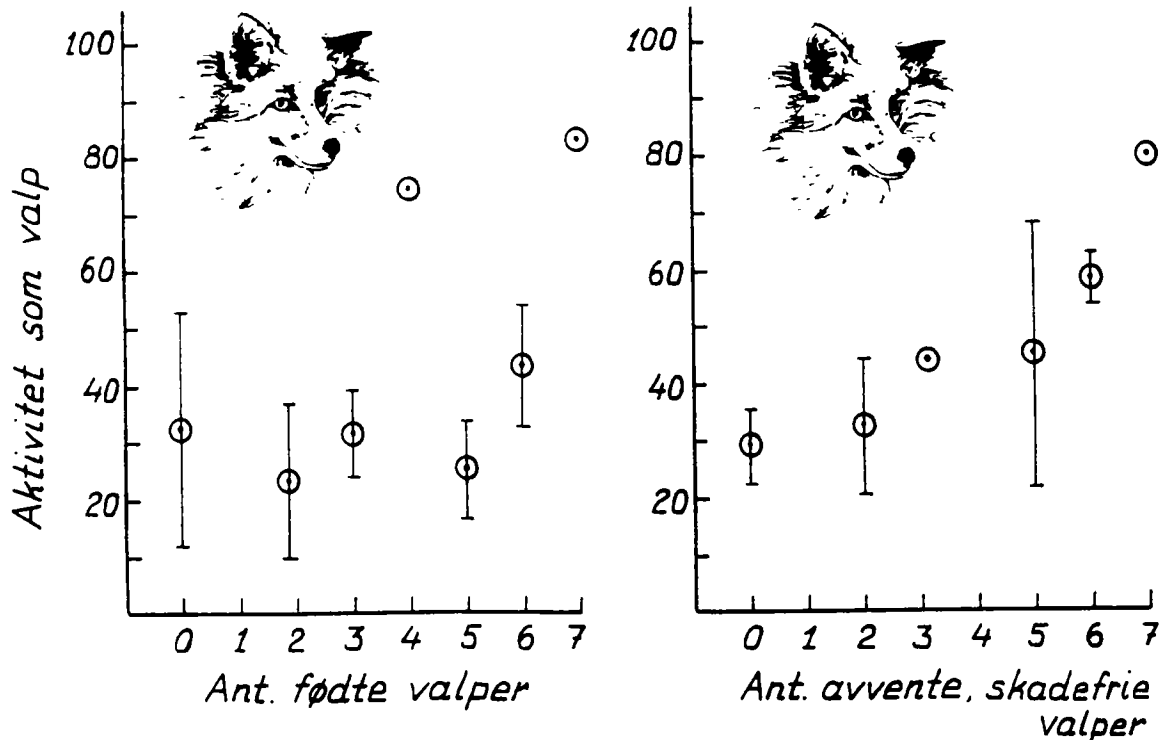 Aktivitet som valp
100
80
60
40
20
0 1 2 3 4 5 6 7
Ant. fødte valper
100
80
60
40
20
0 1 2 3 4 5 6 7
Ant. avvente, skadefrie
valper